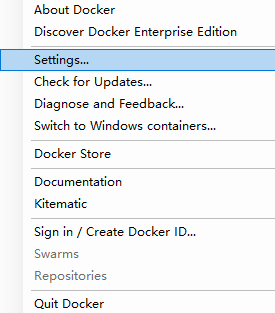 About Docker
Discover Docker Enterprise Edition
Settings...
Check for Updates...
Diagnose and Feedback...
Switch to Windows containers...
Docker Store
Documentation
Kitematic
Sign in / Create Docker ID...
Swarms
Repositories
Quit Docker